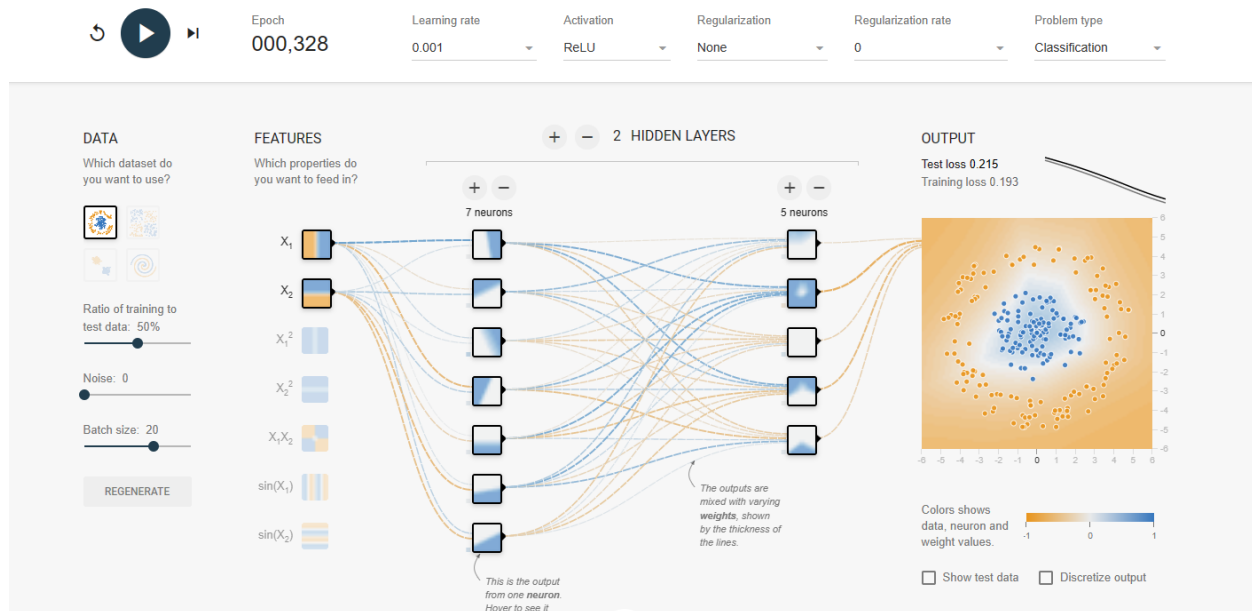 Epoch
000,328
Learning rate
0.001
Activation
ReLU
Regularization
None
Regularization rate
0
Problem type
Classification
DATA
Which dataset do
you want to use?
Ratio of training to
test data: 50%
Noise: 0
Batch size: 20
REGENERATE
FEATURES
Which properties do
you want to feed in?
X1
X2
X1²
X2²
X1X2
sin(X1)
sin(X2)
+ − 2 HIDDEN LAYERS
+ −
7 neurons
+ −
5 neurons
This is the output
from one neuron.
Hover to see it
The outputs are
mixed with varying
weights, shown
by the thickness of
the lines.
OUTPUT
Test loss 0.215
Training loss 0.193
6
5
4
3
2
1
0
-1
-2
-3
-4
-5
-6
-6 -5 -4 -3 -2 -1 0 1 2 3 4 5 6
Colors shows
data, neuron and
weight values.
-1 0 1
Show test data
Discretize output